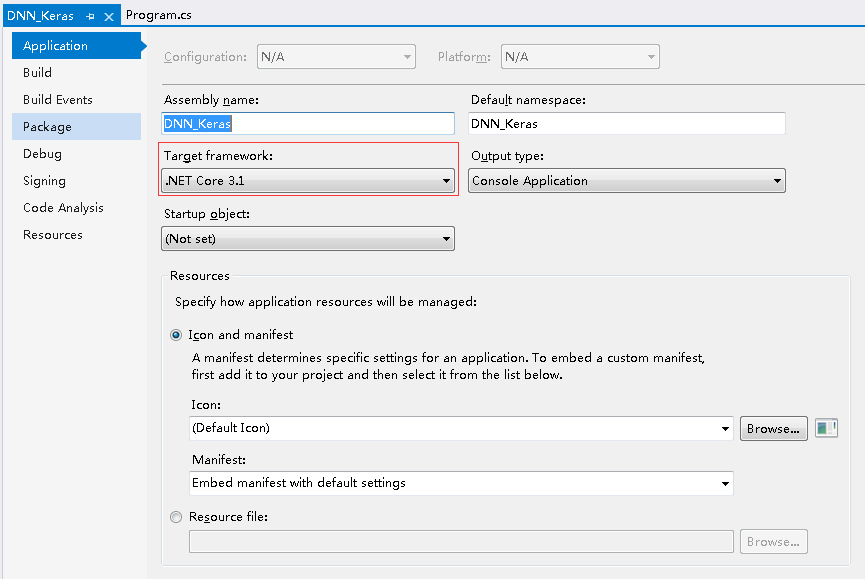 DNN_Keras
Program.cs
Application
Build
Build Events
Package
Debug
Signing
Code Analysis
Resources
Configuration:
N/A
Platform:
N/A
Assembly name:
Default namespace:
DNN_Keras
DNN_Keras
Target framework:
Output type:
.NET Core 3.1
Console Application
Startup object:
(Not set)
Resources
Specify how application resources will be managed:
Icon and manifest
A manifest determines specific settings for an application. To embed a custom manifest,
first add it to your project and then select it from the list below.
Icon:
(Default Icon)
Browse...
Manifest:
Embed manifest with default settings
Resource file:
Browse...